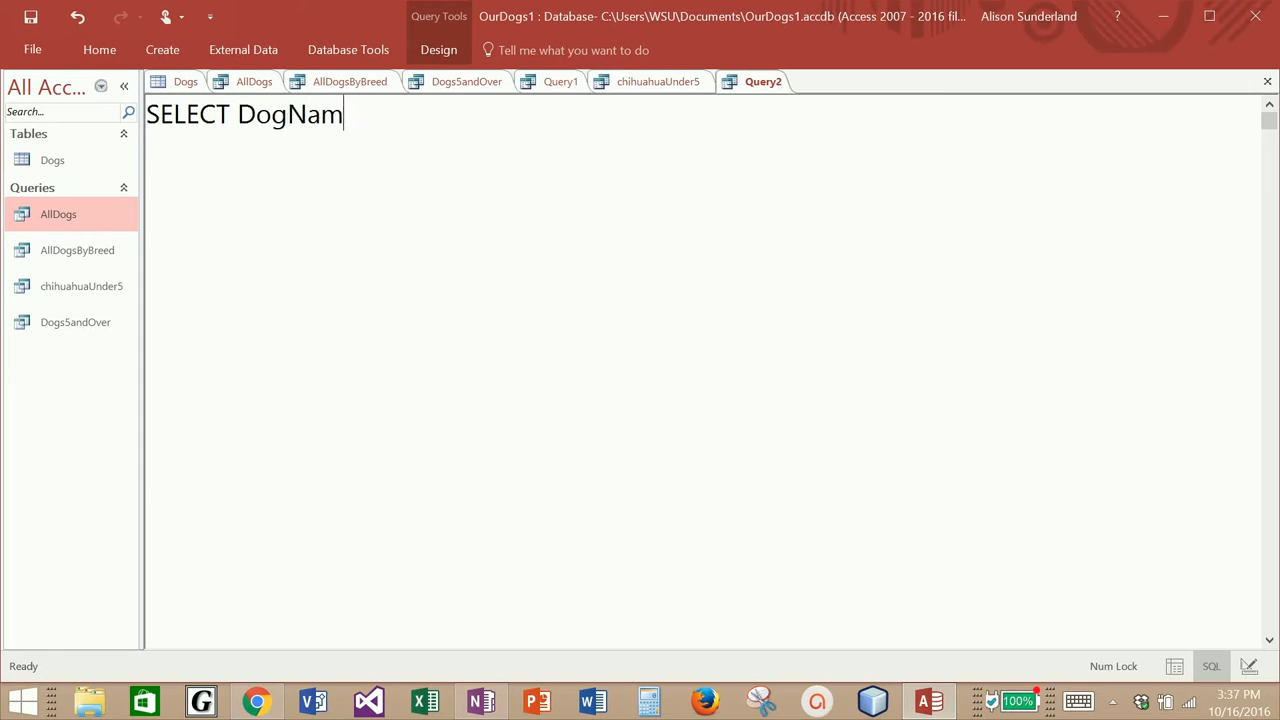 Query Tools
OurDogs1 : Database- C:\Users\WSU\Documents\OurDogs1.accdb (Access 2007 - 2016 fil...
Alison Sunderland
?
File
Home
Create
External Data
Database Tools
Design
Tell me what you want to do
All Acc...
Search...
Tables
Dogs
Queries
AllDogs
AllDogsByBreed
chihuahuaUnder5
Dogs5andOver
Dogs
AllDogs
AllDogsByBreed
Dogs5andOver
Query1
chihuahuaUnder5
Query2
SELECT DogNam
Ready
Num Lock
SQL
G
100%
3:37 PM
10/16/2016